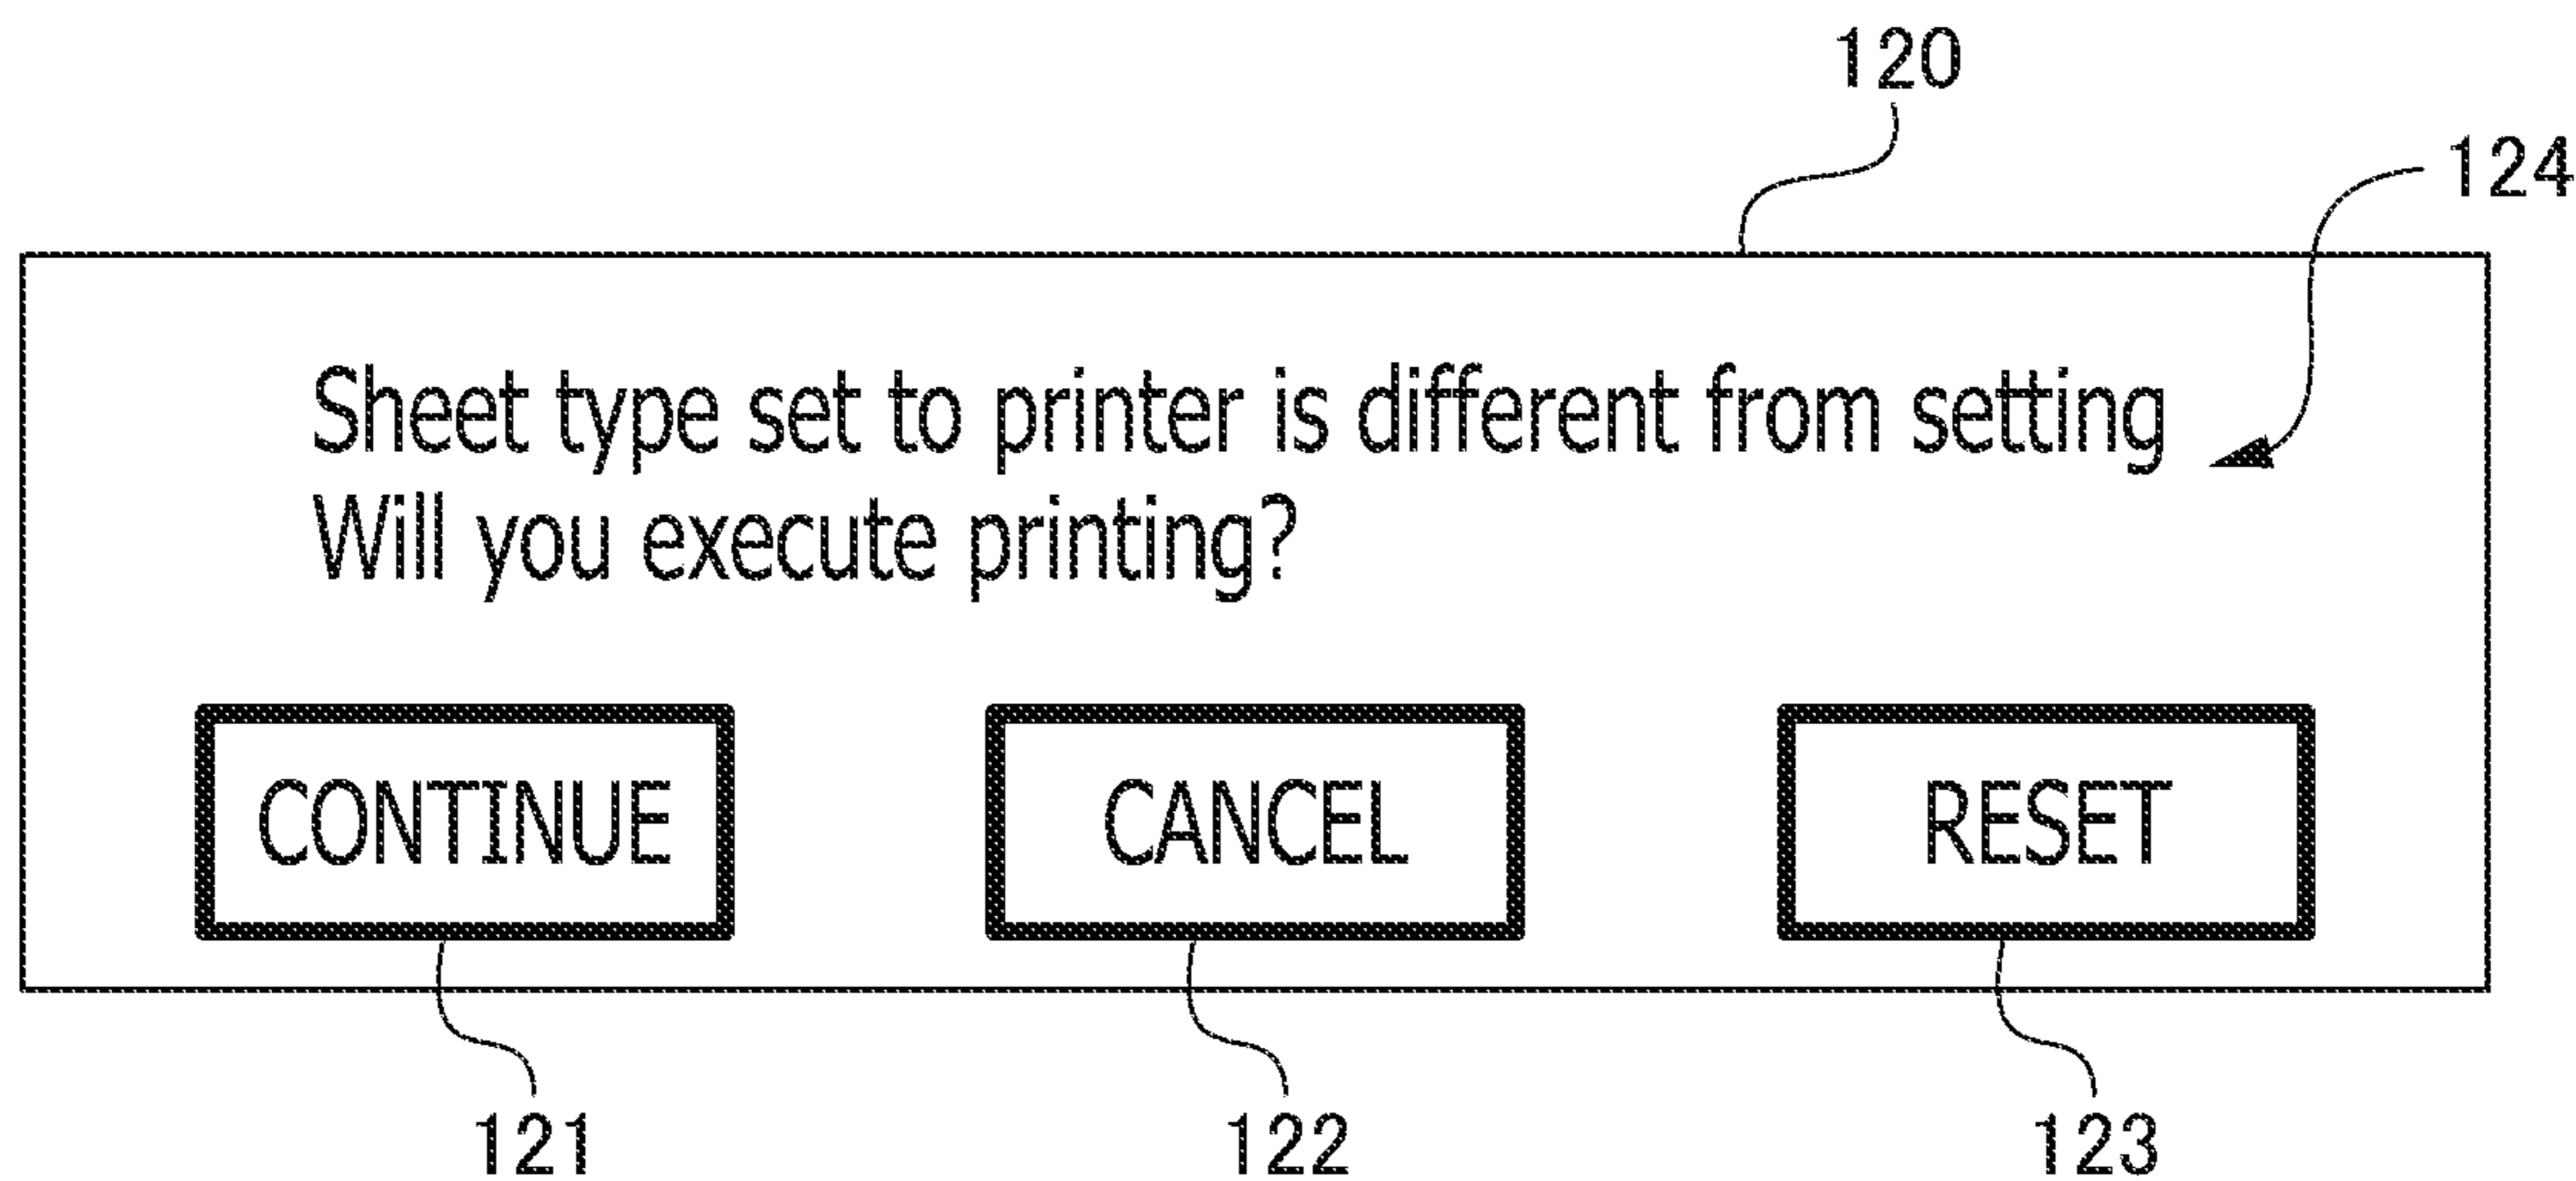 120
124
Sheet type set to printer is different from setting
Will you execute printing?
CONTINUE
CANCEL
RESET
121
122
123